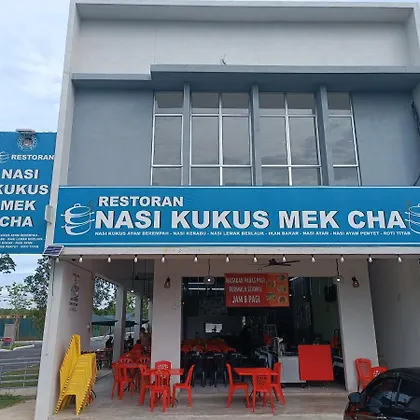 RESTORAN
NASI
KUKUS
MEK
CHA
RESTORAN
NASI KUKUS MEK CHA
NASI KUKUS AYAM BEREMPAH - NASI KERABU - NASI LEMAK BERLAUK - IKAN BAKAR - NASI AYAM - NASI AYAM PENYET - ROTI TITAB
JAM 8 PAGI